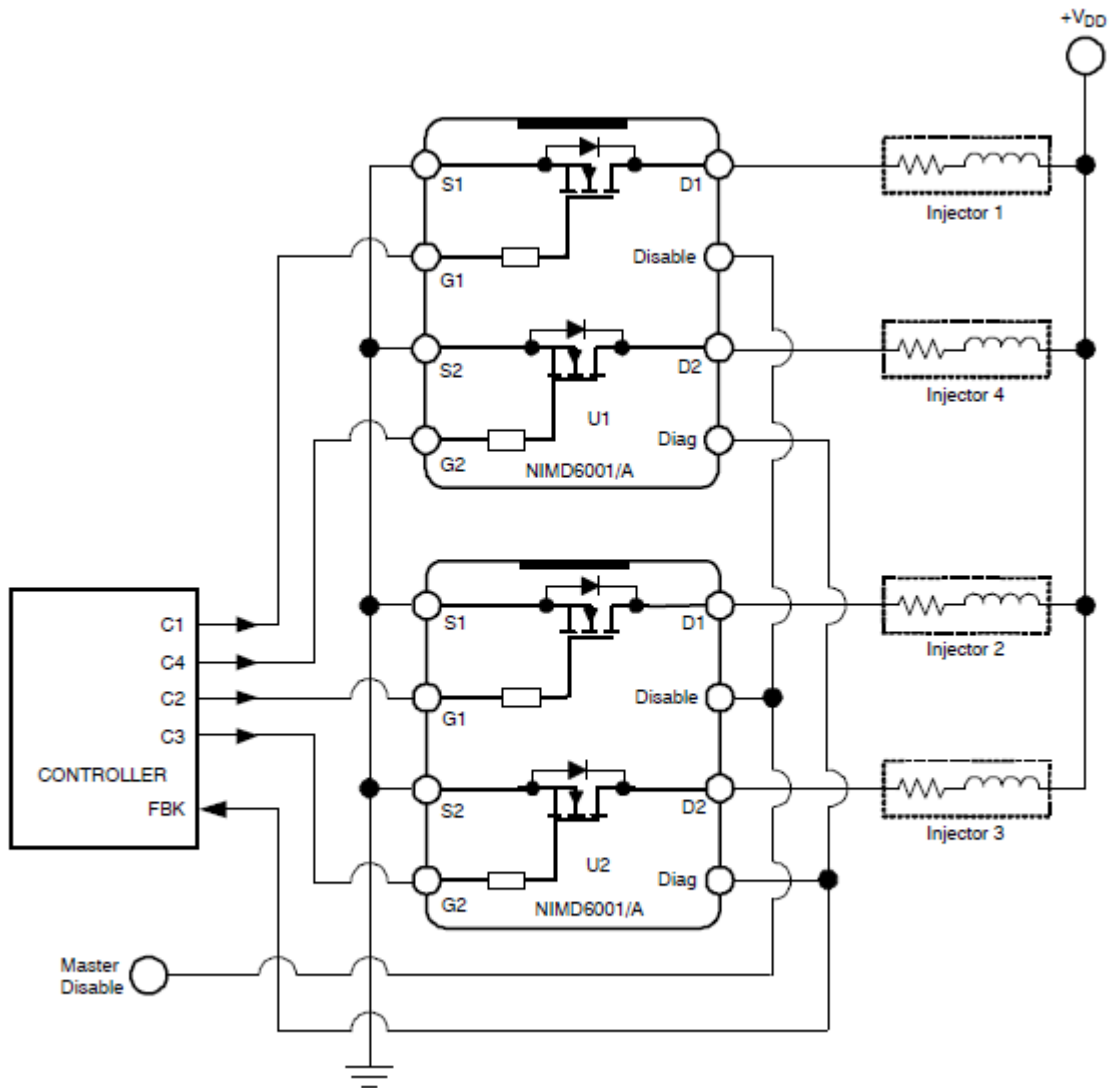 +VDD
S1
D1
Injector 1
G1
Disable
S2
D2
Injector 4
U1
G2
Diag
NIMD6001/A
S1
D1
Injector 2
C1
C4
C2
C3
CONTROLLER
FBK
G1
Disable
S2
D2
Injector 3
U2
G2
Diag
NIMD6001/A
Master
Disable